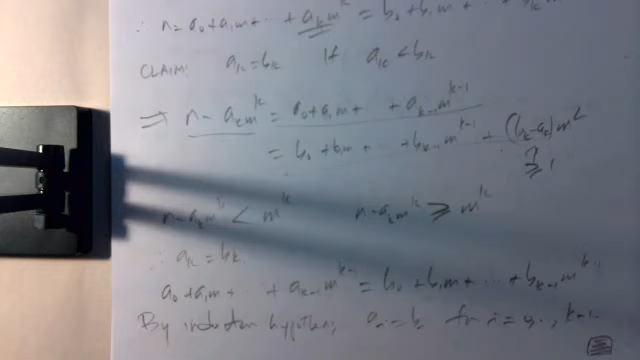 ∴ n = a₀ + a₁m + ⋯ + aₖmᵏ = b₀ + b₁m + ⋯ + bₖmᵏ
CLAIM: aₖ = bₖ If aₖ < bₖ
⇒ n − aₖmᵏ = a₀ + a₁m + ⋯ + aₖ₋₁mᵏ⁻¹
= b₀ + b₁m + ⋯ + bₖ₋₁mᵏ⁻¹ + (bₖ − aₖ)mᵏ
≥ 1
n − aₖmᵏ < mᵏ n − aₖmᵏ ≥ mᵏ
∴ aₖ = bₖ.
a₀ + a₁m + ⋯ + aₖ₋₁mᵏ⁻¹ = b₀ + b₁m + ⋯ + bₖ₋₁mᵏ⁻¹
By induction hypothesis, aᵢ = bᵢ for i = 0, ⋯, k−1.